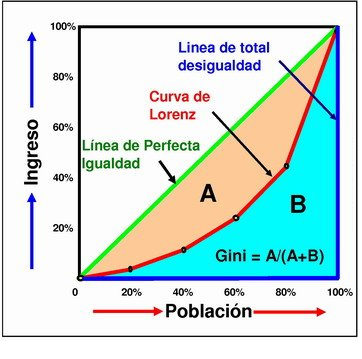 100%
80%
60%
40%
20%
Ingreso
Linea de total
desigualdad
Curva de
Lorenz
Línea de Perfecta
Igualdad
A
B
Gini = A/(A+B)
0
20%
40%
60%
80%
100%
Población